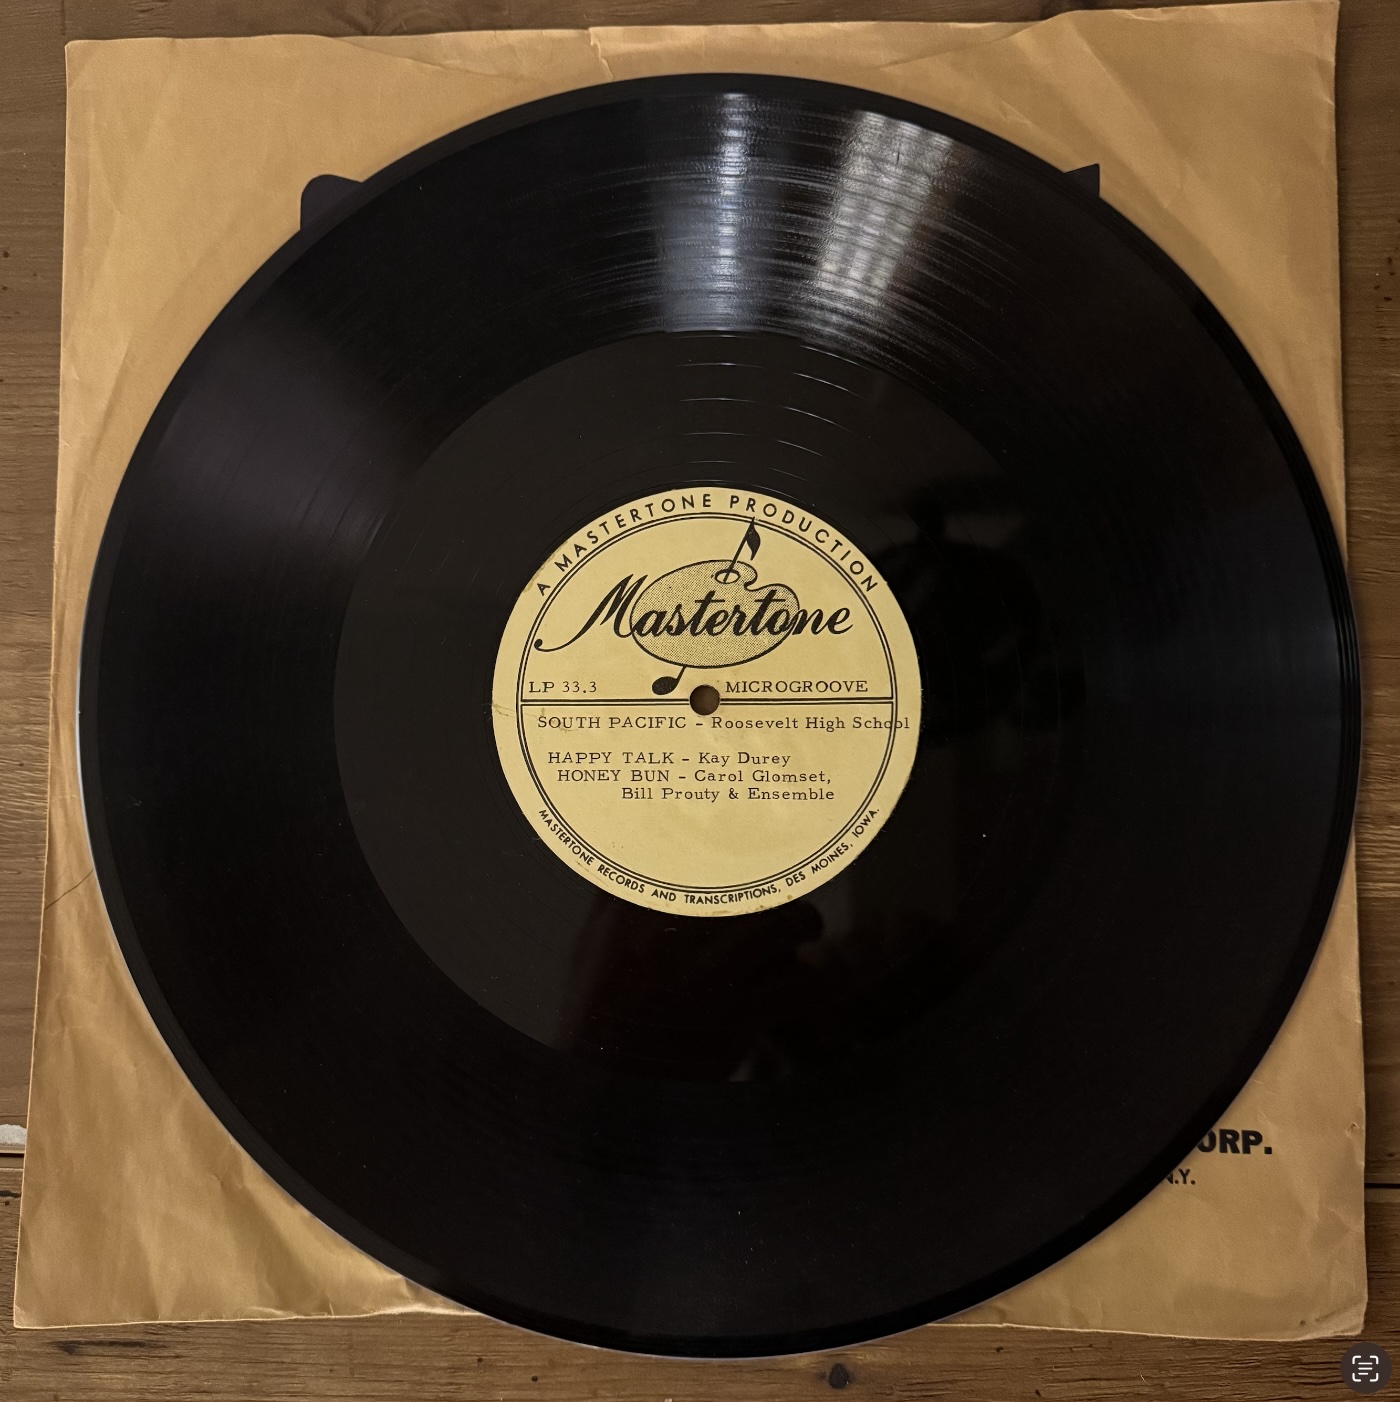 A MASTERTONE PRODUCTION
Mastertone
LP 33.3 MICROGROOVE
SOUTH PACIFIC - Roosevelt High School
HAPPY TALK - Kay Durey
HONEY BUN - Carol Glomset,
Bill Prouty & Ensemble
MASTERTONE RECORDS AND TRANSCRIPTIONS, DES MOINES, IOWA.
ORP.
N.Y.